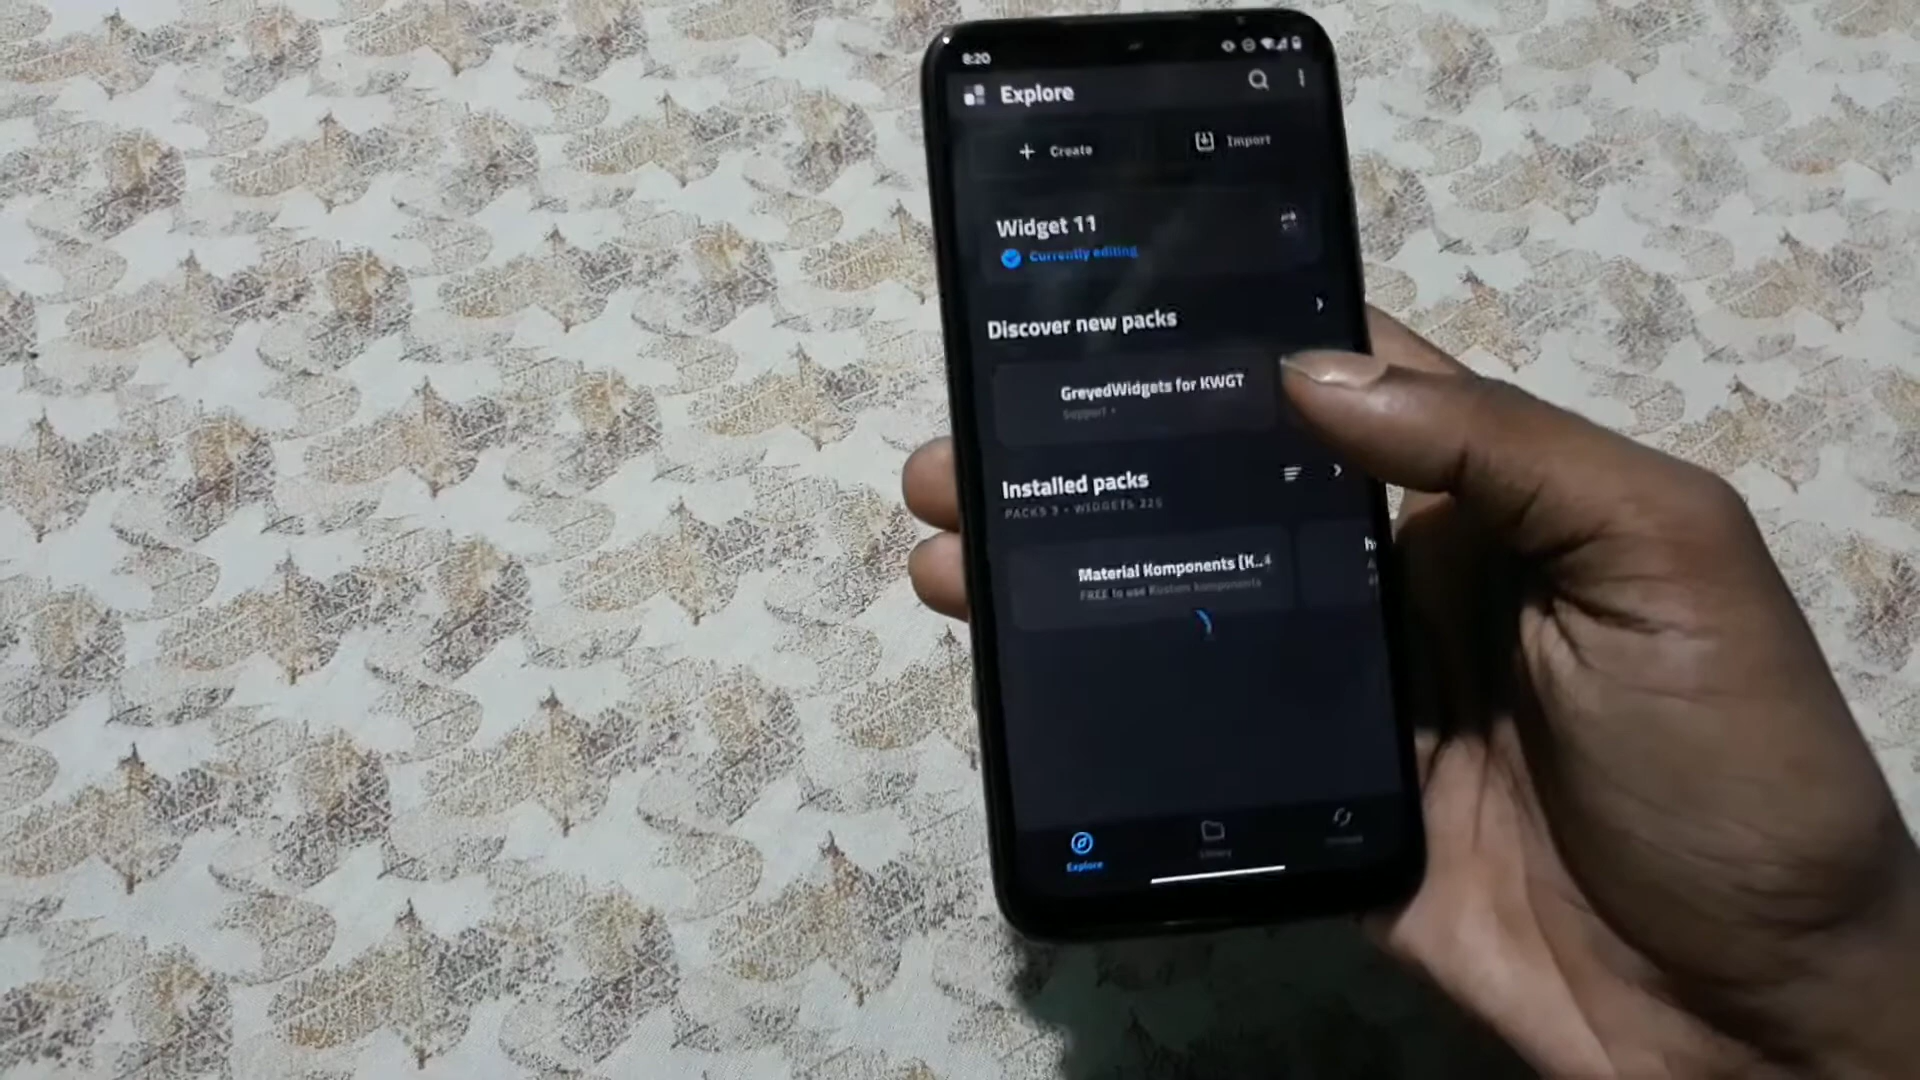 8:20
Explore
Create
Import
Widget 11
Currently editing
Discover new packs
GreyedWidgets for KWGT
Support •
Installed packs
PACKS 3 • WIDGETS 226
Material Komponents [K..
FREE to use Kustom komponents
Explore
Library